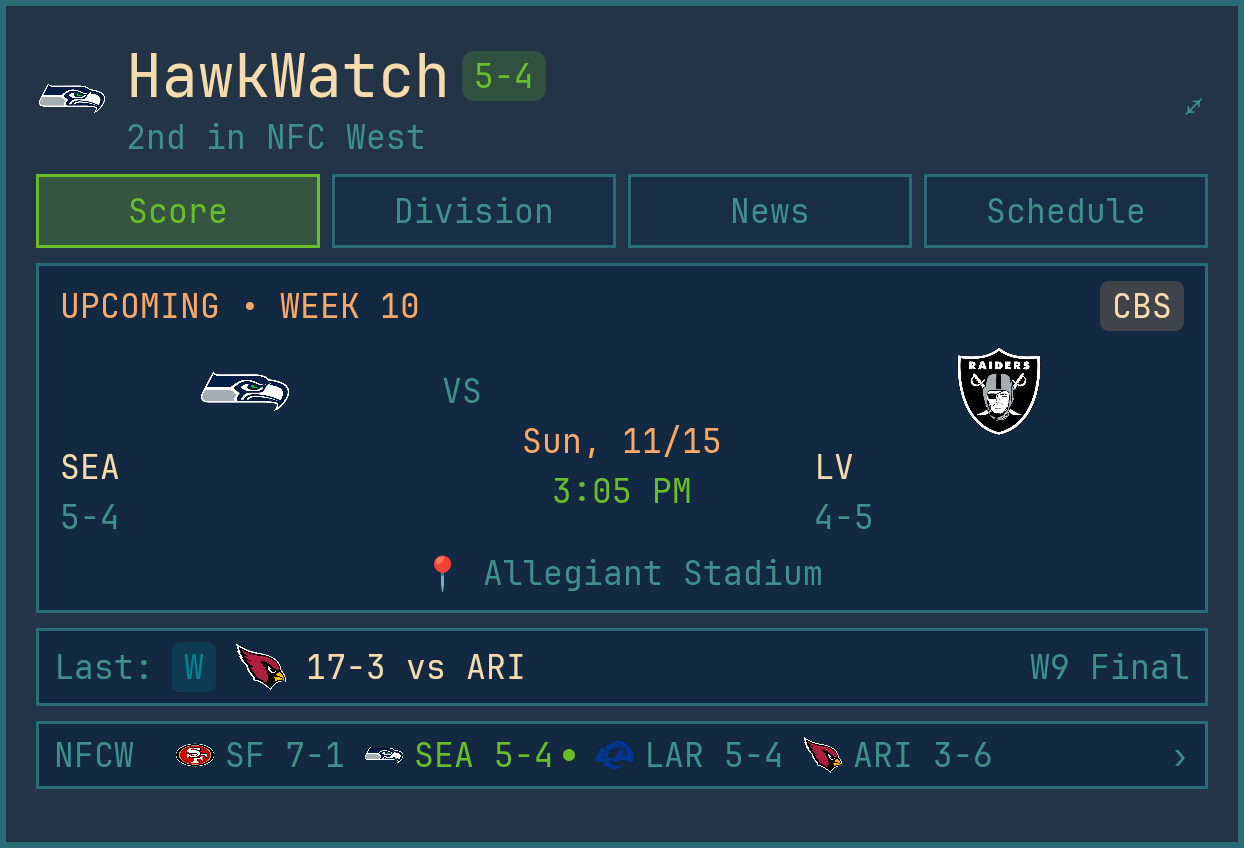 HawkWatch 5-4
2nd in NFC West
Score Division News Schedule
UPCOMING • WEEK 10 CBS
VS
RAIDERS
Sun, 11/15
SEA LV
3:05 PM
5-4 4-5
📍 Allegiant Stadium
Last: W 17-3 vs ARI W9 Final
NFCW SF SF 7-1 SEA 5-4 • LAR 5-4 ARI 3-6 ›